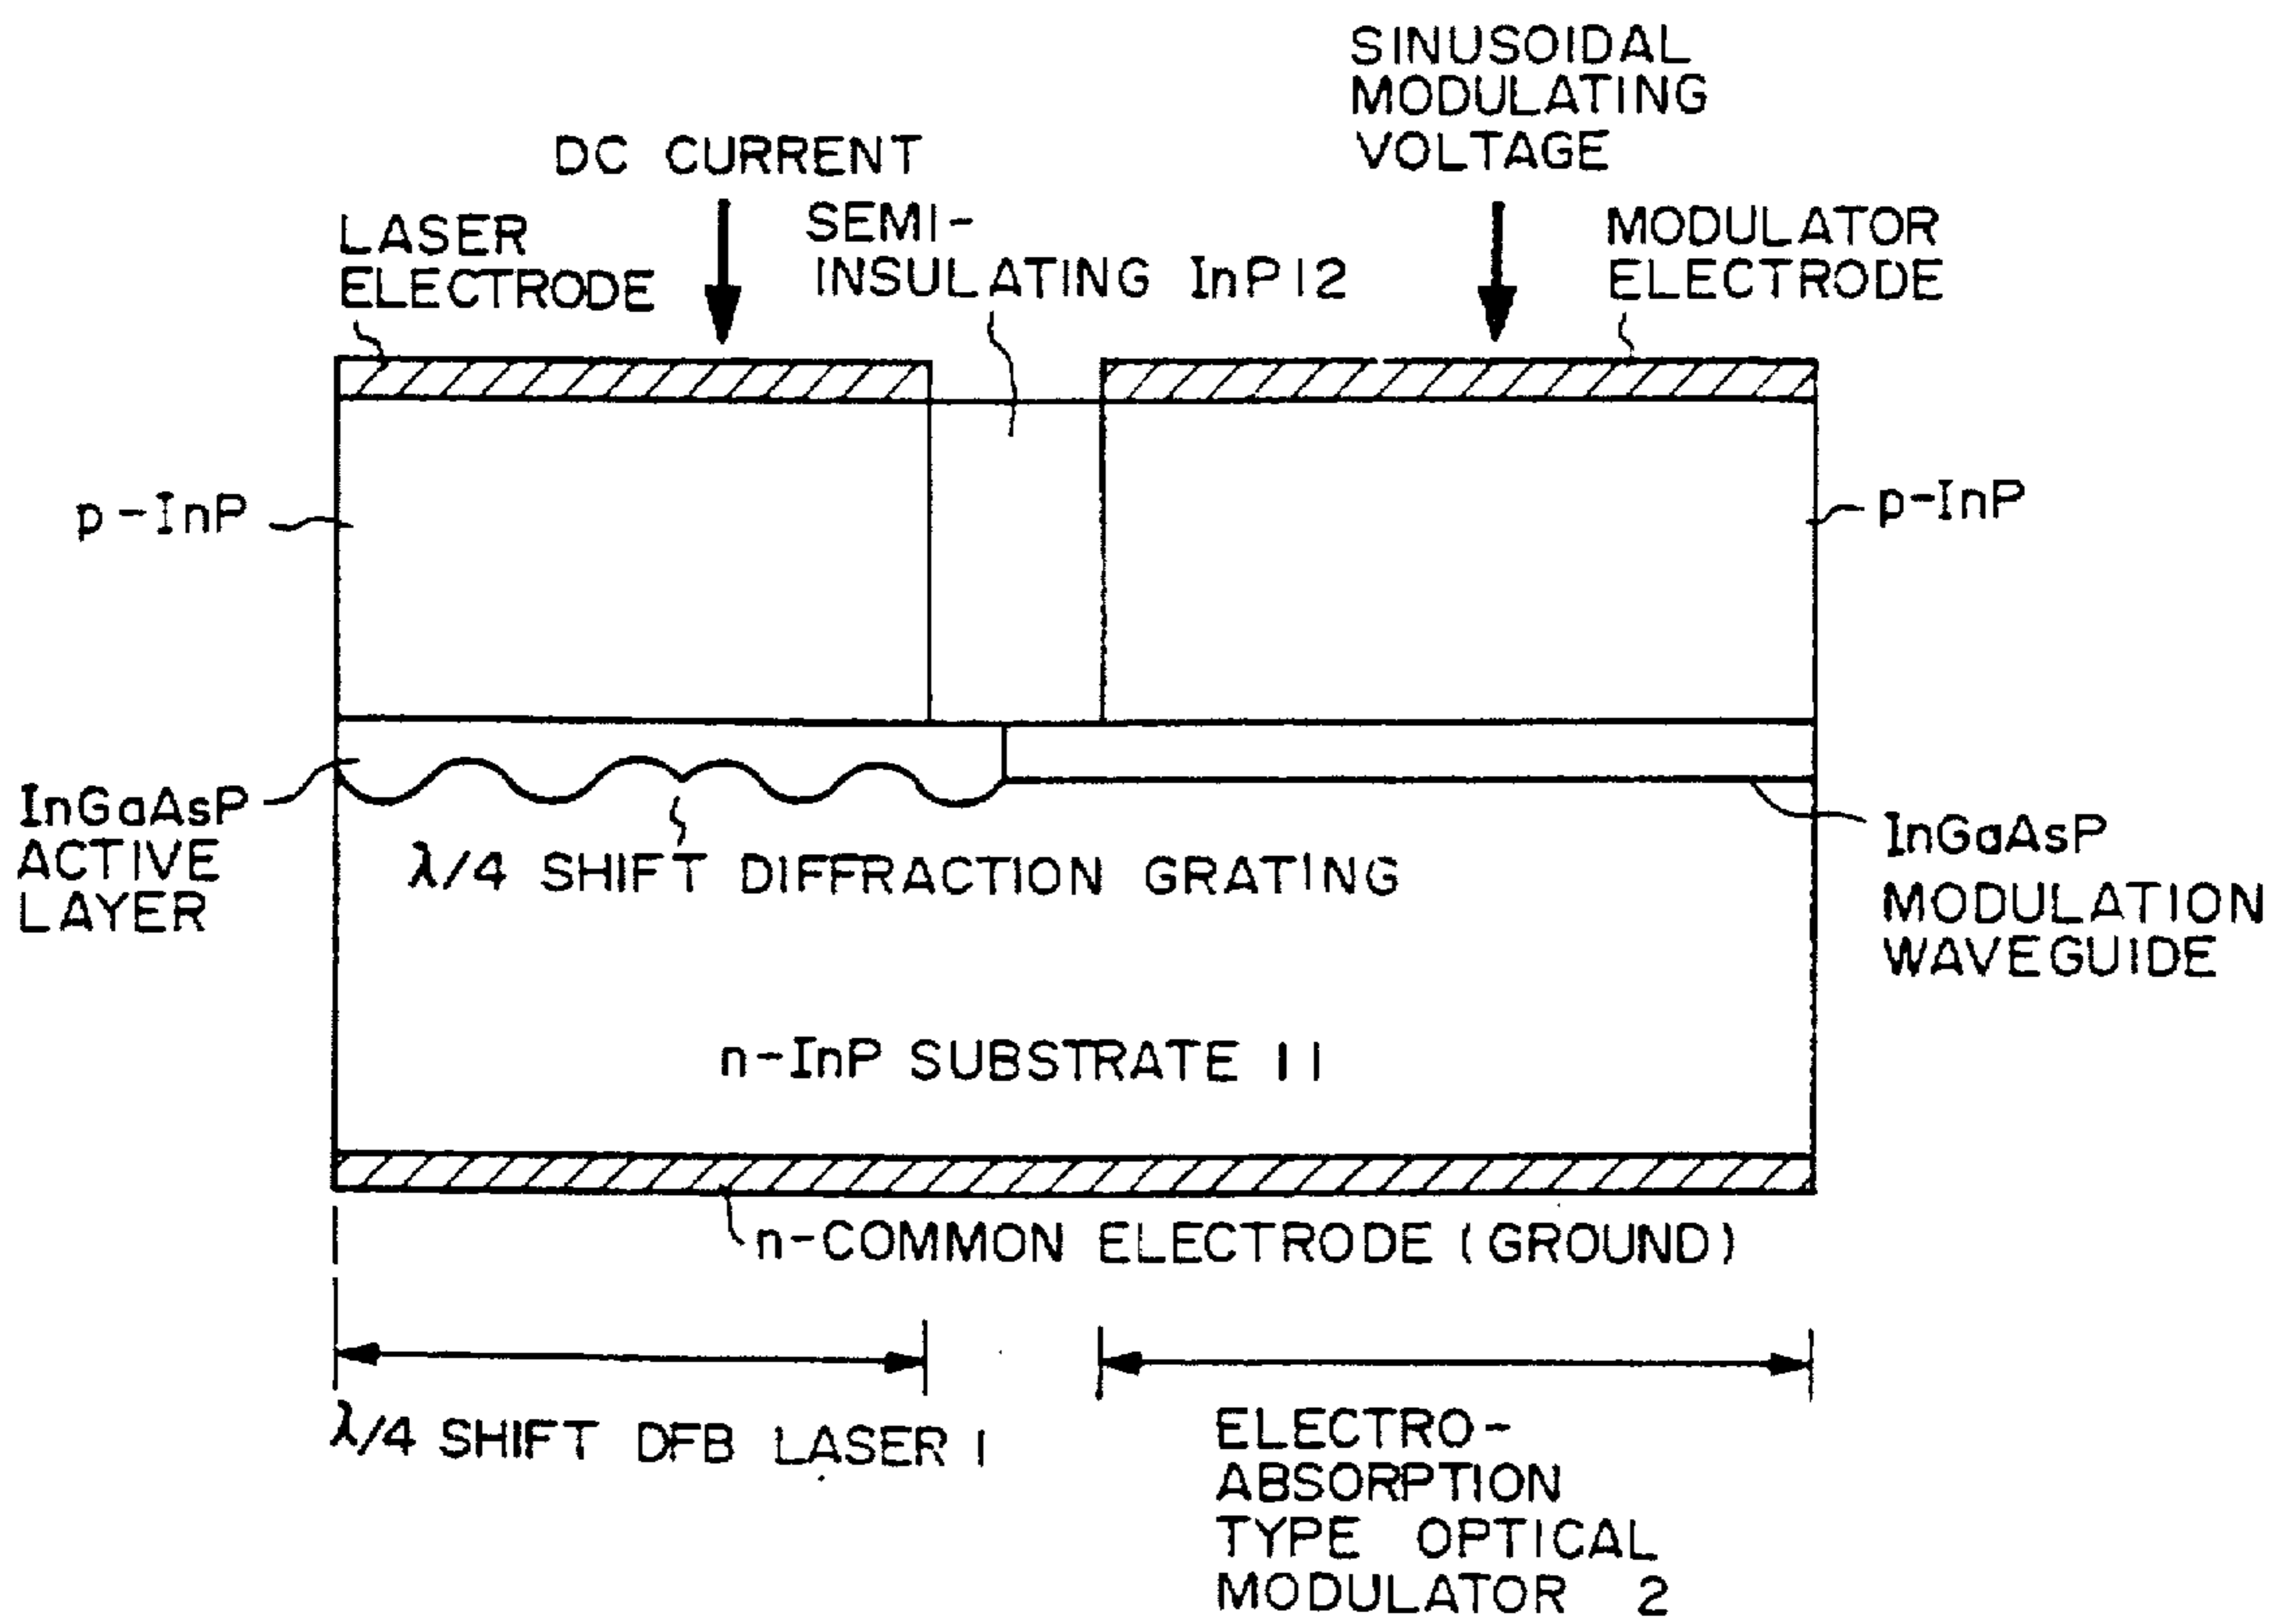 SINUSOIDAL
MODULATING
VOLTAGE
DC CURRENT
LASER
ELECTRODE
SEMI-
INSULATING InP 12
MODULATOR
ELECTRODE
p-InP
p-InP
InGaAsP
ACTIVE
LAYER
λ/4 SHIFT DIFFRACTION GRATING
InGaAsP
MODULATION
WAVEGUIDE
n-InP SUBSTRATE 11
n-COMMON ELECTRODE (GROUND)
λ/4 SHIFT DFB LASER 1
ELECTRO-
ABSORPTION
TYPE OPTICAL
MODULATOR 2